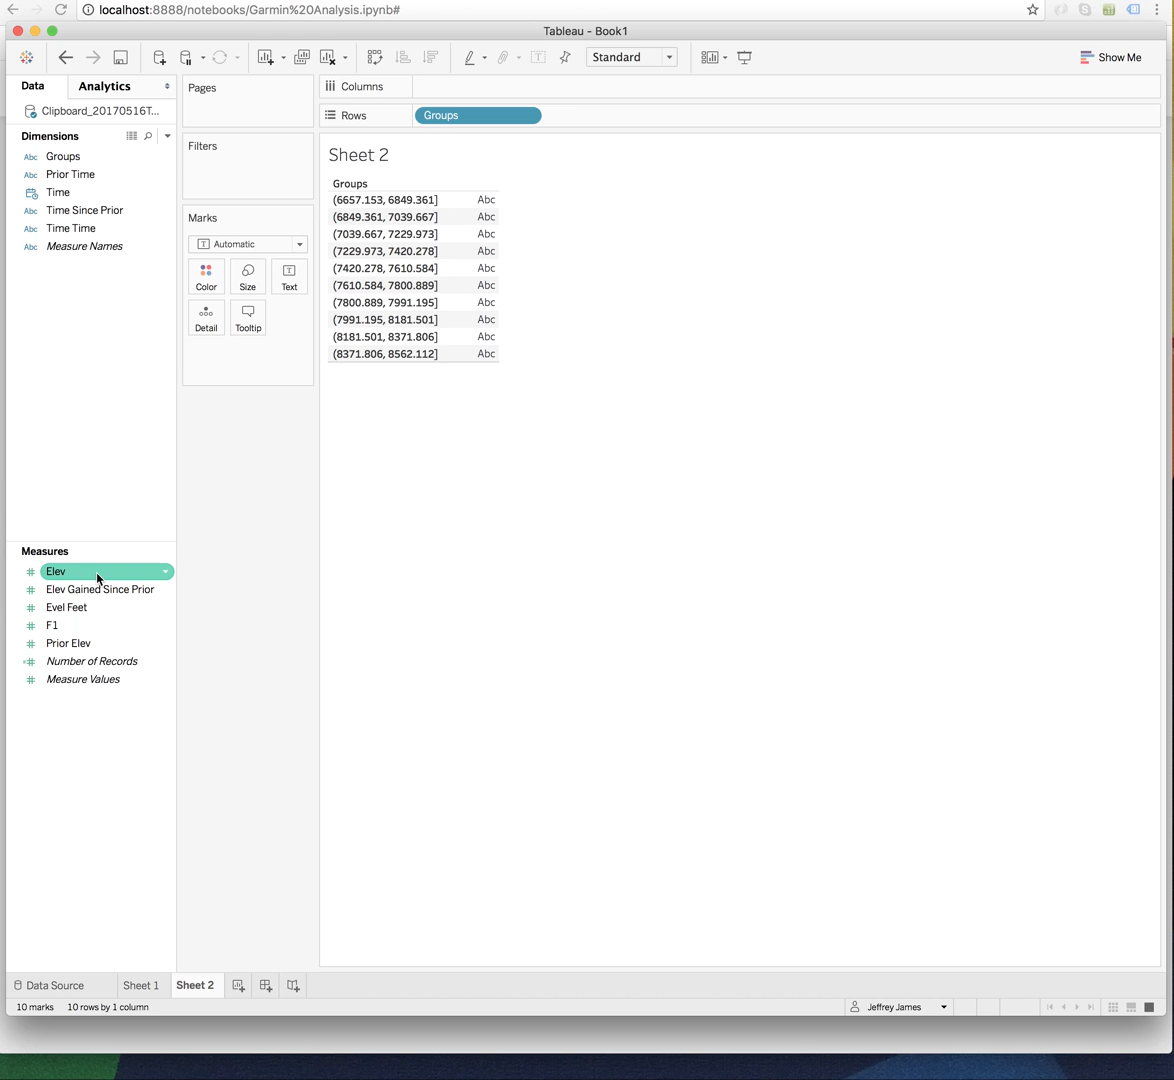 localhost:8888/notebooks/Garmin%20Analysis.ipynb#
Tableau - Book1
Standard
Show Me
Data Analytics
Clipboard_20170516T...
Dimensions
Abc Groups
Abc Prior Time
Time
Abc Time Since Prior
Abc Time Time
Abc Measure Names
Measures
# Elev
# Elev Gained Since Prior
# Evel Feet
# F1
# Prior Elev
=# Number of Records
# Measure Values
Pages
Filters
Marks
T Automatic
Color Size Text
Detail Tooltip
Columns
Rows Groups
Sheet 2
Groups
(6657.153, 6849.361] Abc
(6849.361, 7039.667] Abc
(7039.667, 7229.973] Abc
(7229.973, 7420.278] Abc
(7420.278, 7610.584] Abc
(7610.584, 7800.889] Abc
(7800.889, 7991.195] Abc
(7991.195, 8181.501] Abc
(8181.501, 8371.806] Abc
(8371.806, 8562.112] Abc
Data Source Sheet 1 Sheet 2
10 marks 10 rows by 1 column Jeffrey James